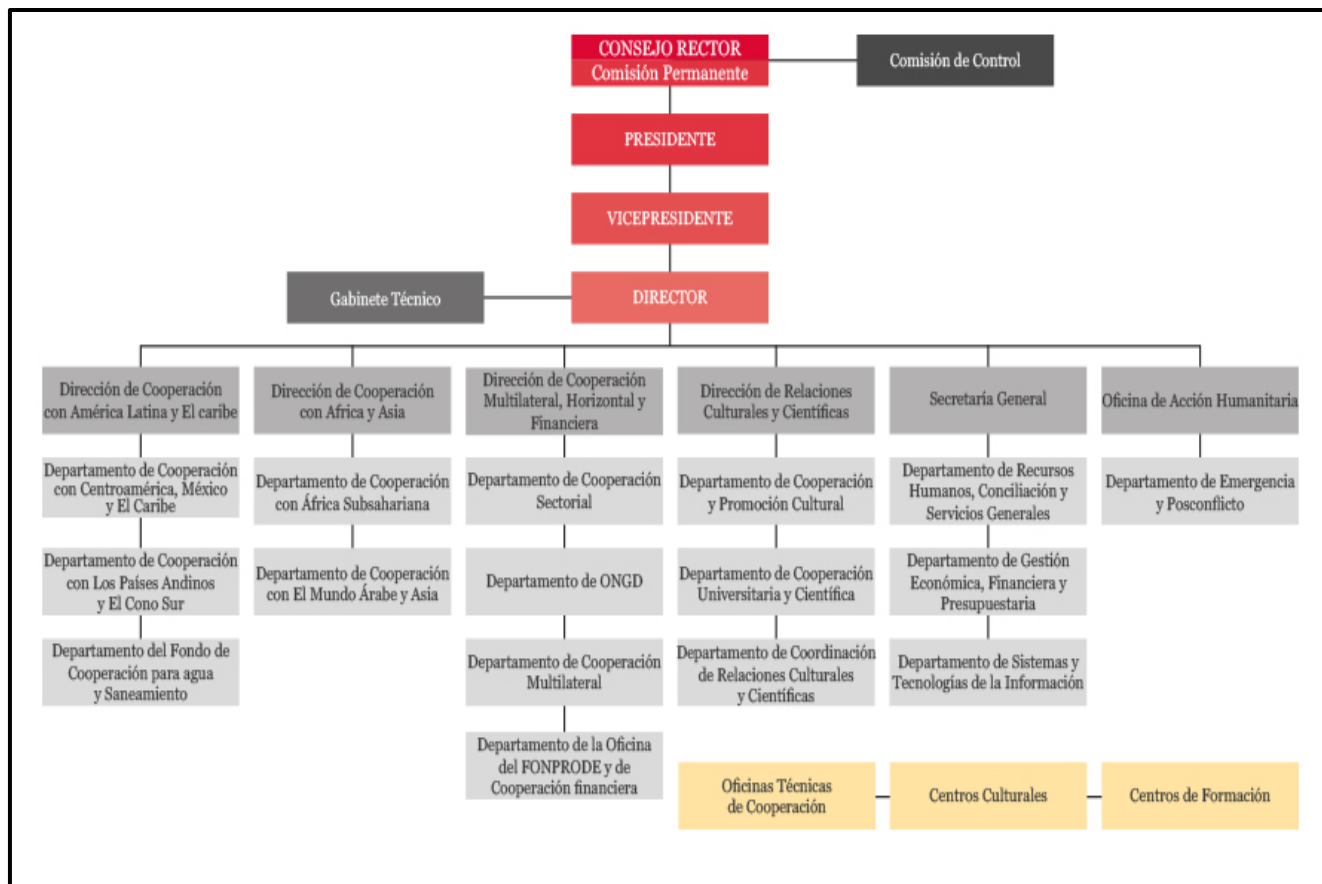 CONSEJO RECTOR
Comisión Permanente
Comisión de Control
PRESIDENTE
VICEPRESIDENTE
Gabinete Técnico
DIRECTOR
Dirección de Cooperación
con América Latina y El caribe
Dirección de Cooperación
con Africa y Asia
Dirección de Cooperación
Multilateral, Horizontal y
Financiera
Dirección de Relaciones
Culturales y Científicas
Secretaría General
Oficina de Acción Humanitaria
Departamento de Cooperación
con Centroamérica, México
y El Caribe
Departamento de Cooperación
con África Subsahariana
Departamento de Cooperación
Sectorial
Departamento de Cooperación
y Promoción Cultural
Departamento de Recursos
Humanos, Conciliación y
Servicios Generales
Departamento de Emergencia
y Posconflicto
Departamento de Cooperación
con Los Países Andinos
y El Cono Sur
Departamento de Cooperación
con El Mundo Árabe y Asia
Departamento de ONGD
Departamento de Cooperación
Universitaria y Científica
Departamento de Gestión
Económica, Financiera y
Presupuestaria
Departamento del Fondo de
Cooperación para agua
y Saneamiento
Departamento de Cooperación
Multilateral
Departamento de Coordinación
de Relaciones Culturales
y Científicas
Departamento de Sistemas y
Tecnologías de la Información
Departamento de la Oficina
del FONPRODE y de
Cooperación financiera
Oficinas Técnicas
de Cooperación
Centros Culturales
Centros de Formación